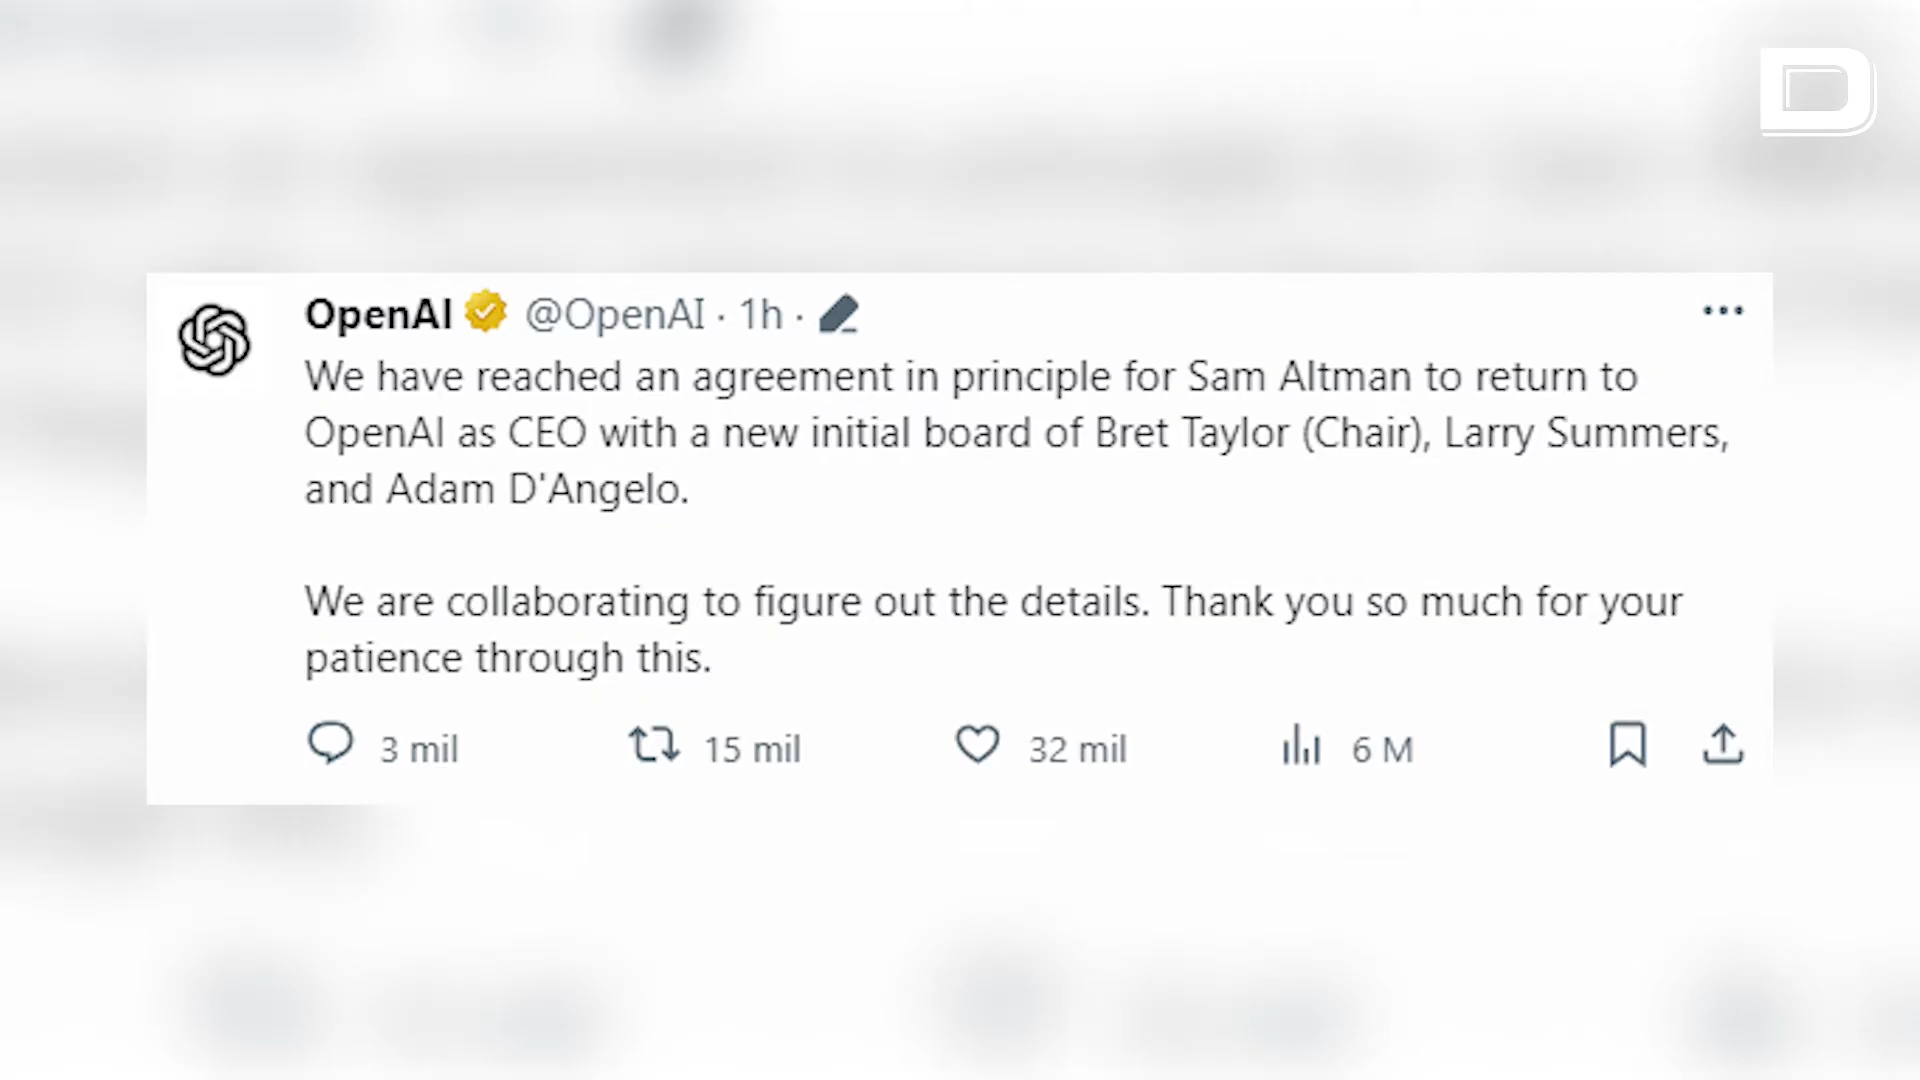 D
OpenAI @OpenAI · 1h ·
We have reached an agreement in principle for Sam Altman to return to
OpenAI as CEO with a new initial board of Bret Taylor (Chair), Larry Summers,
and Adam D'Angelo.
We are collaborating to figure out the details. Thank you so much for your
patience through this.
3 mil 15 mil 32 mil 6 M